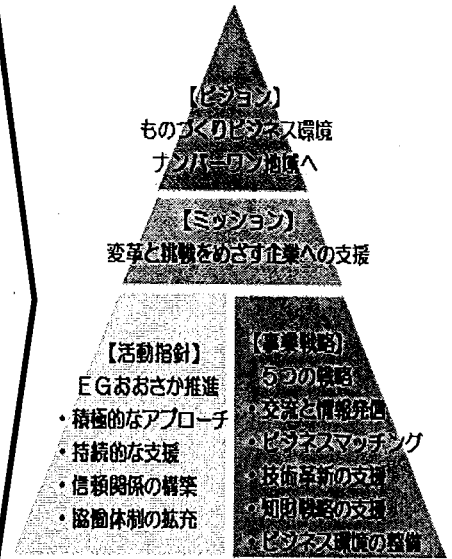 【ビジョン】
ものづくりビジネス環境
ナンバーワン地域へ
【ミッション】
変革と挑戦をめざす企業への支援
【活動指針】
EGおおさか推進
・積極的なアプローチ
・持続的な支援
・信頼関係の構築
・協働体制の拡充
【事業戦略】
5つの戦略
・交流と情報発信
・ビジネスマッチング
・技術革新の支援
・知財戦略の支援
・ビジネス環境の整備